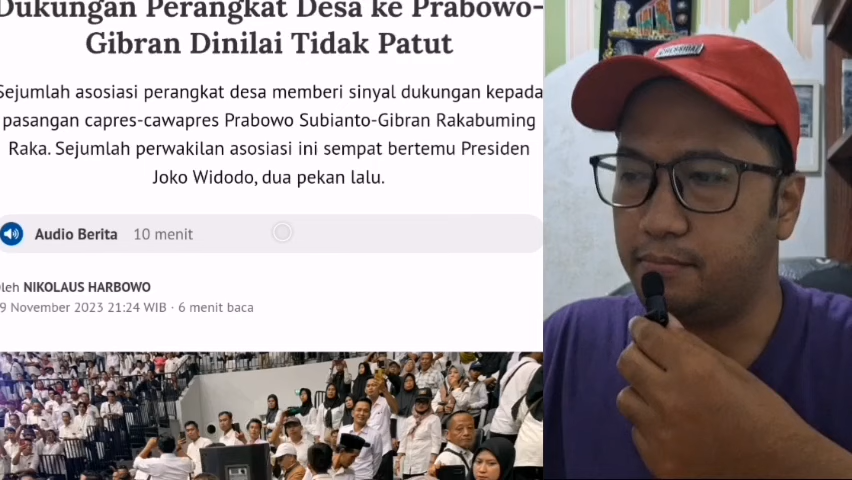 Dukungan Perangkat Desa ke Prabowo-
Gibran Dinilai Tidak Patut
Sejumlah asosiasi perangkat desa memberi sinyal dukungan kepada
pasangan capres-cawapres Prabowo Subianto-Gibran Rakabuming
Raka. Sejumlah perwakilan asosiasi ini sempat bertemu Presiden
Joko Widodo, dua pekan lalu.
Audio Berita 10 menit
Oleh NIKOLAUS HARBOWO
9 November 2023 21:24 WIB · 6 menit baca